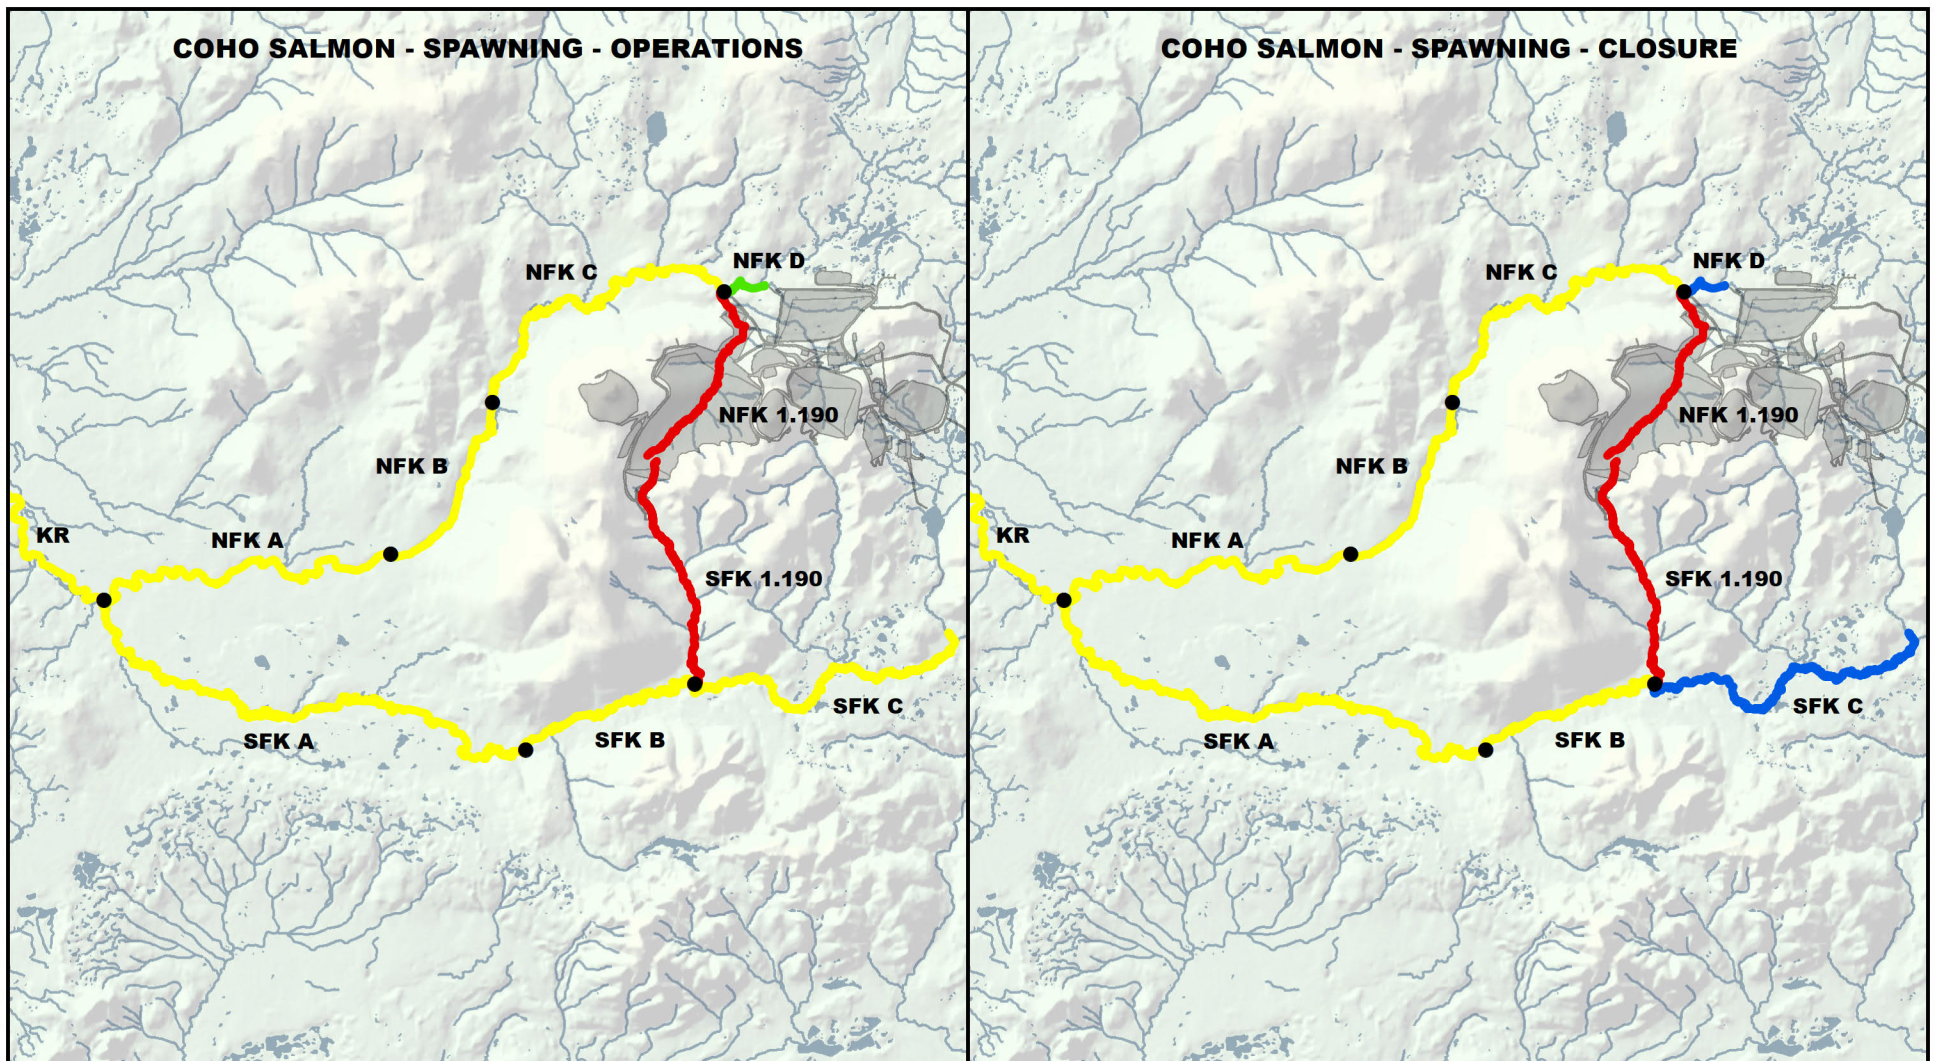 COHO SALMON - SPAWNING - OPERATIONS
NFK D
NFK C
NFK 1.190
NFK B
KR
NFK A
SFK 1.190
SFK C
SFK A
SFK B
COHO SALMON - SPAWNING - CLOSURE
NFK D
NFK C
NFK 1.190
NFK B
KR
NFK A
SFK 1.190
SFK C
SFK A
SFK B